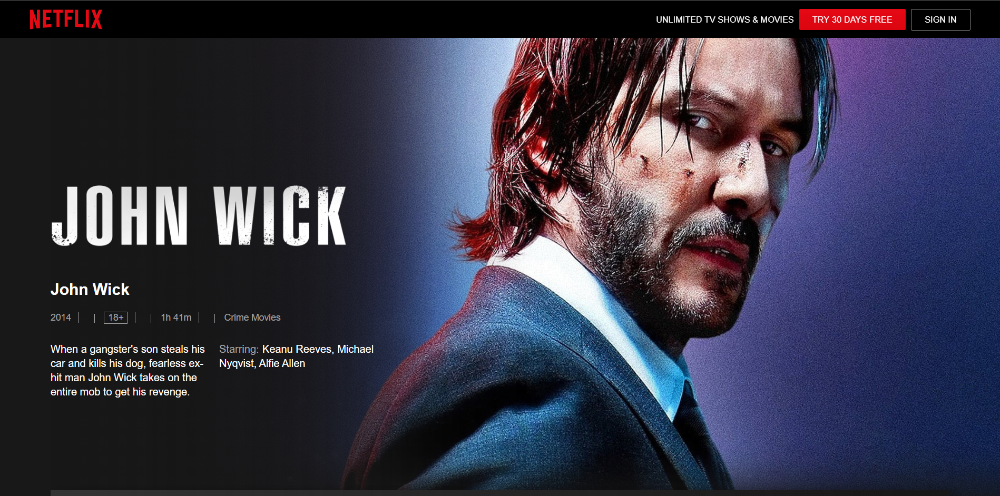 NETFLIX
UNLIMITED TV SHOWS & MOVIES
TRY 30 DAYS FREE
SIGN IN
JOHN WICK
John Wick
2014 | | 18+ | | 1h 41m | | Crime Movies
When a gangster's son steals his
car and kills his dog, fearless ex-
hit man John Wick takes on the
entire mob to get his revenge.
Starring: Keanu Reeves, Michael
Nyqvist, Alfie Allen